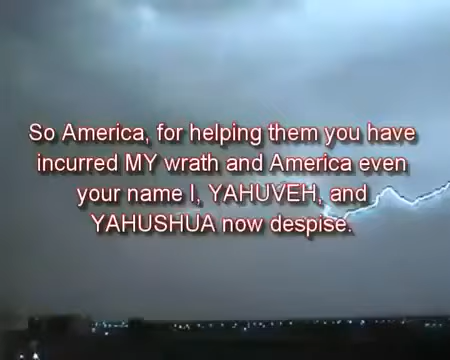 So America, for helping them you have
incurred MY wrath and America even
your name I, YAHUVEH, and
YAHUSHUA now despise.